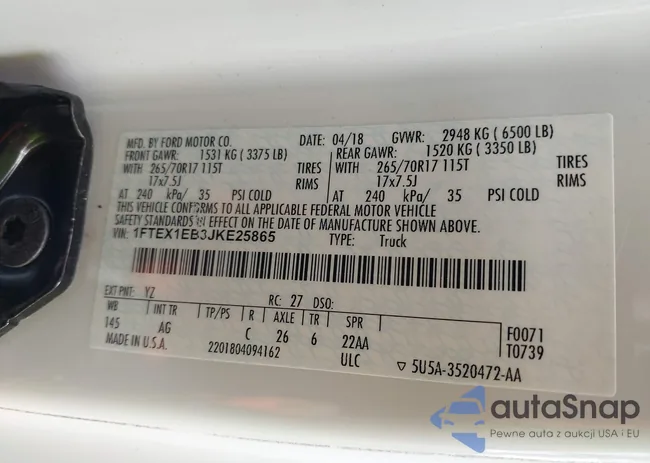 MFD. BY FORD MOTOR CO. DATE: 04/18 GVWR: 2948 KG ( 6500 LB)
FRONT GAWR: 1531 KG ( 3375 LB) REAR GAWR: 1520 KG ( 3350 LB)
WITH 265/70R17 115T TIRES WITH 265/70R17 115T TIRES
17x7.5J RIMS 17x7.5J RIMS
AT 240 kPa/ 35 PSI COLD AT 240 kPa/ 35 PSI COLD
THIS VEHICLE CONFORMS TO ALL APPLICABLE FEDERAL MOTOR VEHICLE
SAFETY STANDARDS IN EFFECT ON THE DATE OF MANUFACTURE SHOWN ABOVE.
VIN: 1FTEX1EB3JKE25865 TYPE: Truck
EXT PNT: YZ RC: 27 DSO:
WB INT TR TP/PS R AXLE TR SPR F0071
145 AG C 26 6 22AA T0739
MADE IN U.S.A. 2201804094162 ULC ▽ 5U5A-3520472-AA
autaSnap
Pewne auta z aukcji USA i EU